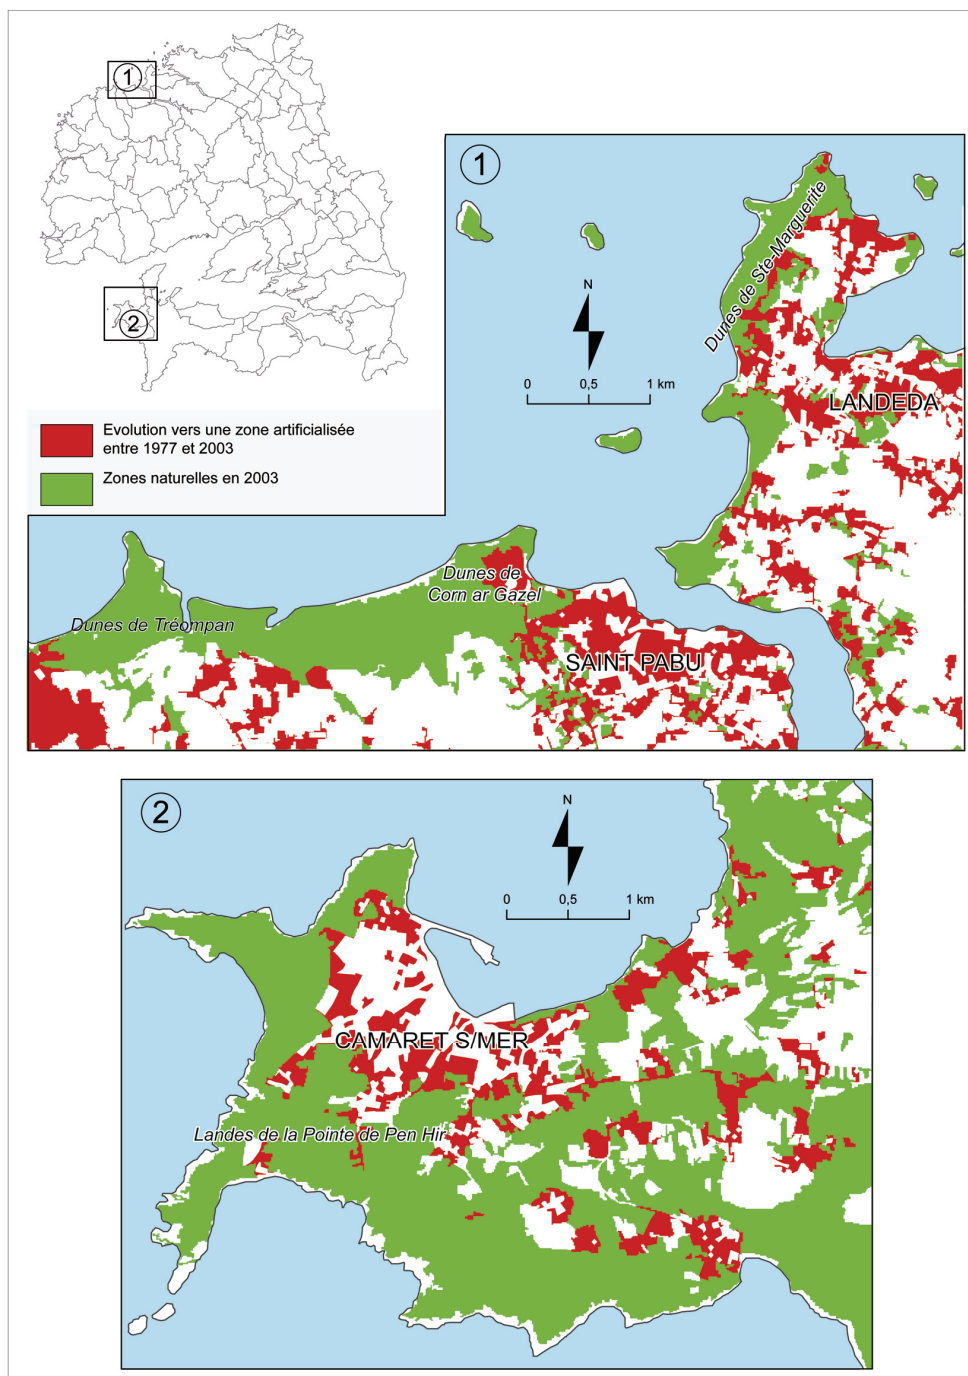 1
2
Evolution vers une zone artificialisée
entre 1977 et 2003
Zones naturelles en 2003
1
N
0 0,5 1 km
Dunes de Ste-Marguerite
LANDEDA
Dunes de
Corn ar Gazel
Dunes de Tréompan
SAINT PABU
2
N
0 0,5 1 km
CAMARET S/MER
Landes de la Pointe de Pen Hir